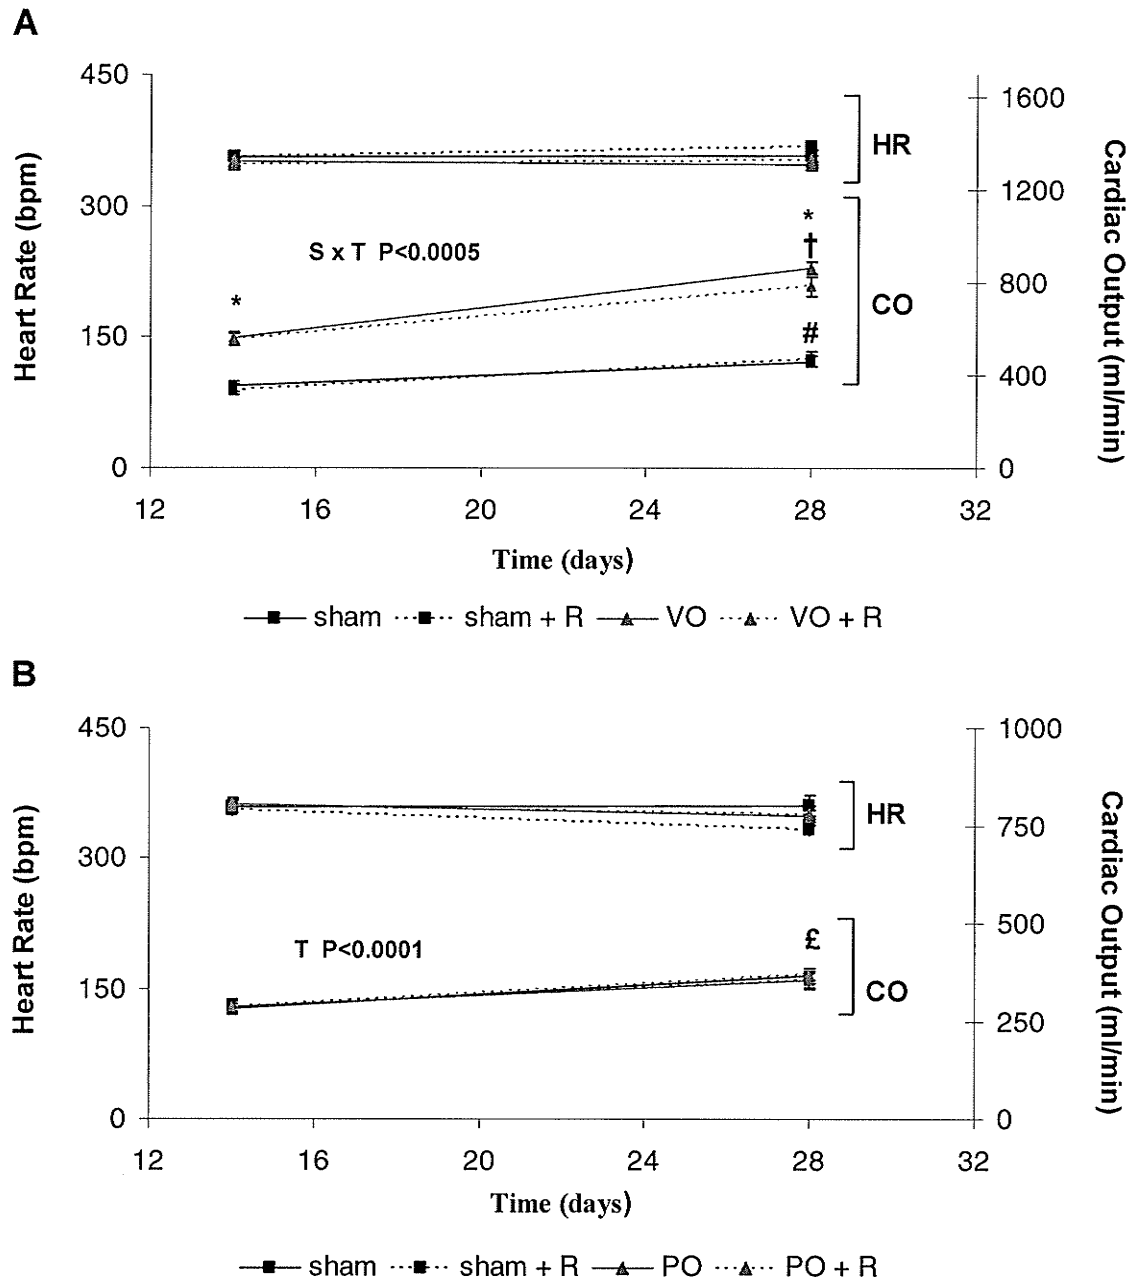 A
450
300
150
0
Heart Rate (bpm)
1600
1200
800
400
0
Cardiac Output (ml/min)
HR
CO
S x T P<0.0005
*
*
†
#
12 16 20 24 28 32
Time (days)
sham sham + R VO VO + R
B
450
300
150
0
Heart Rate (bpm)
1000
750
500
250
0
Cardiac Output (ml/min)
HR
CO
T P<0.0001
£
12 16 20 24 28 32
Time (days)
sham sham + R PO PO + R